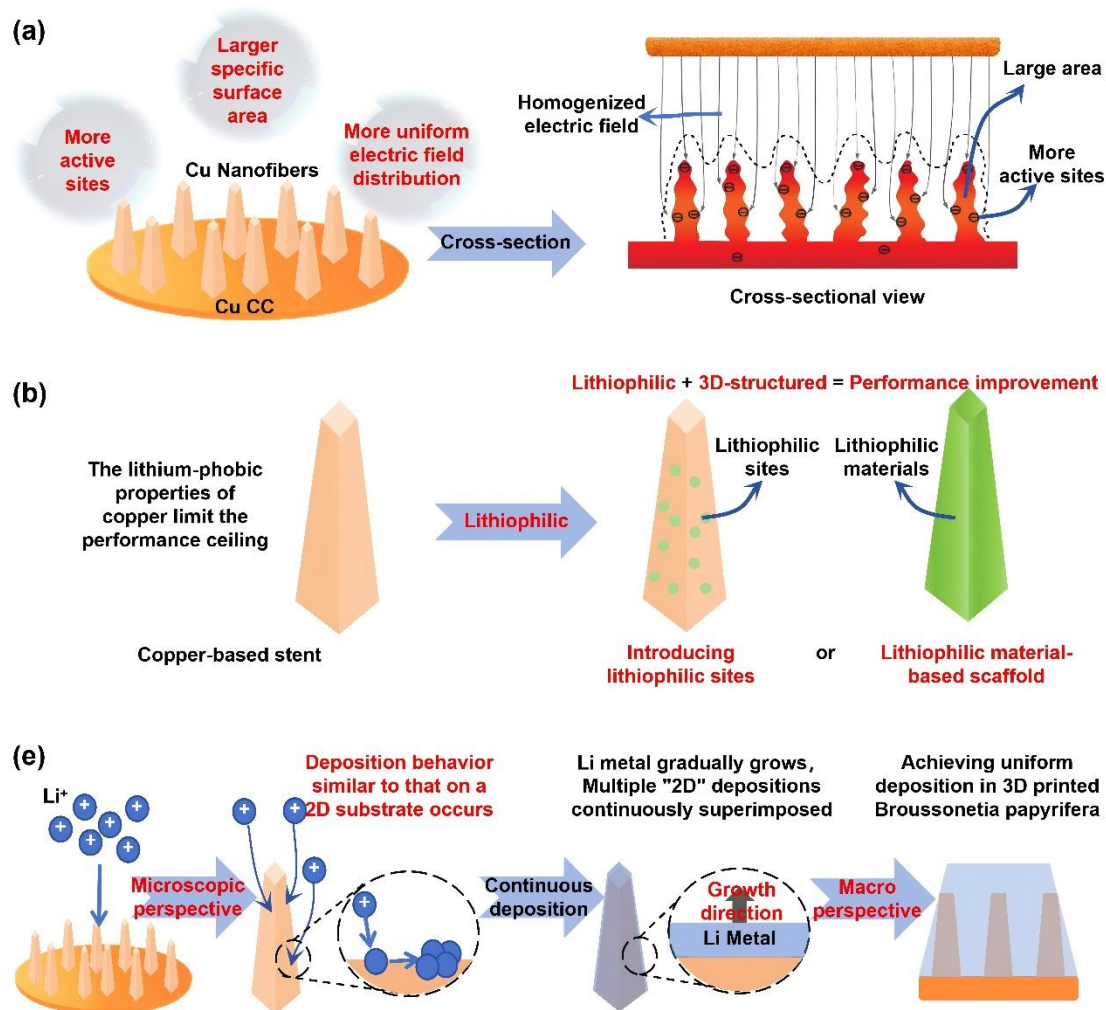 (a)
Larger
specific
surface
area
More
active
sites
More uniform
electric field
distribution
Cu Nanofibers
Cu CC
Cross-section
Homogenized
electric field
Large area
More
active sites
Cross-sectional view
(b)
Lithiophilic + 3D-structured = Performance improvement
The lithium-phobic
properties of
copper limit the
performance ceiling
Copper-based stent
Lithiophilic
Lithiophilic
sites
Lithiophilic
materials
Introducing
lithiophilic sites
or
Lithiophilic material-
based scaffold
(e)
Li⁺
Microscopic
perspective
Deposition behavior
similar to that on a
2D substrate occurs
Continuous
deposition
Li metal gradually grows,
Multiple "2D" depositions
continuously superimposed
Growth
direction
Li Metal
Macro
perspective
Achieving uniform
deposition in 3D printed
Broussonetia papyrifera